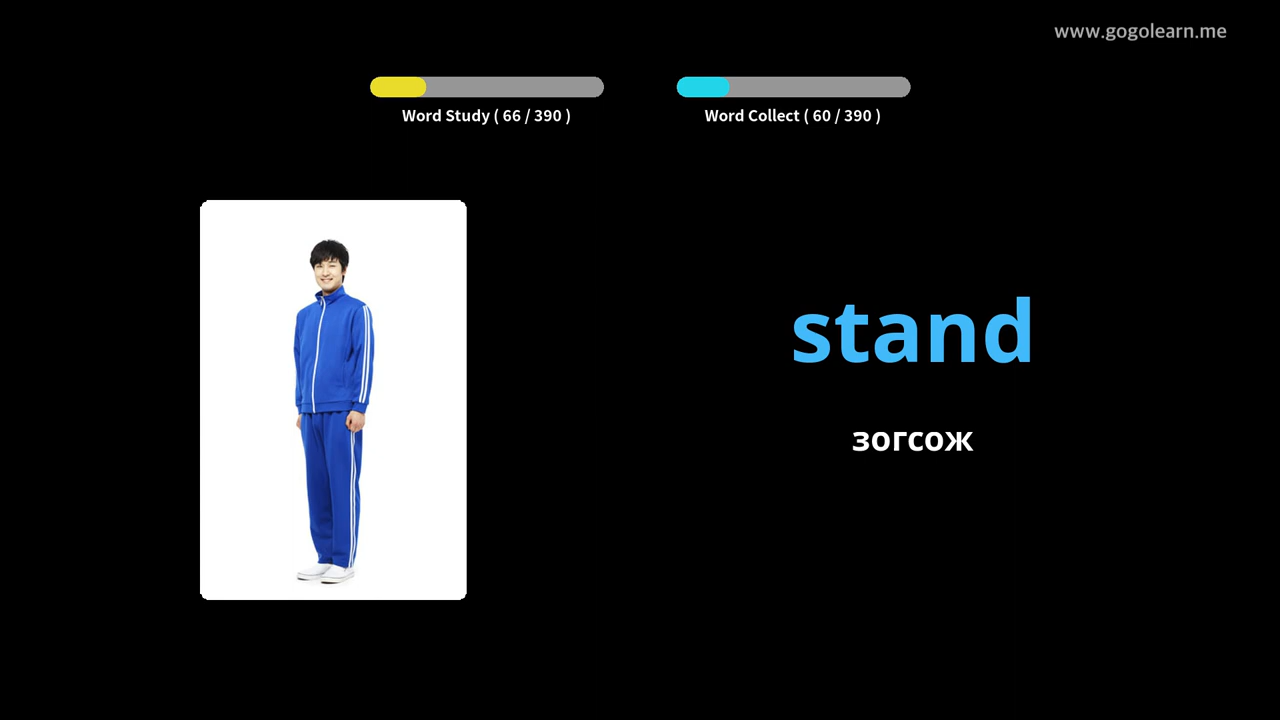 www.gogolearn.me
Word Study ( 66 / 390 )
Word Collect ( 60 / 390 )
stand
зогсож